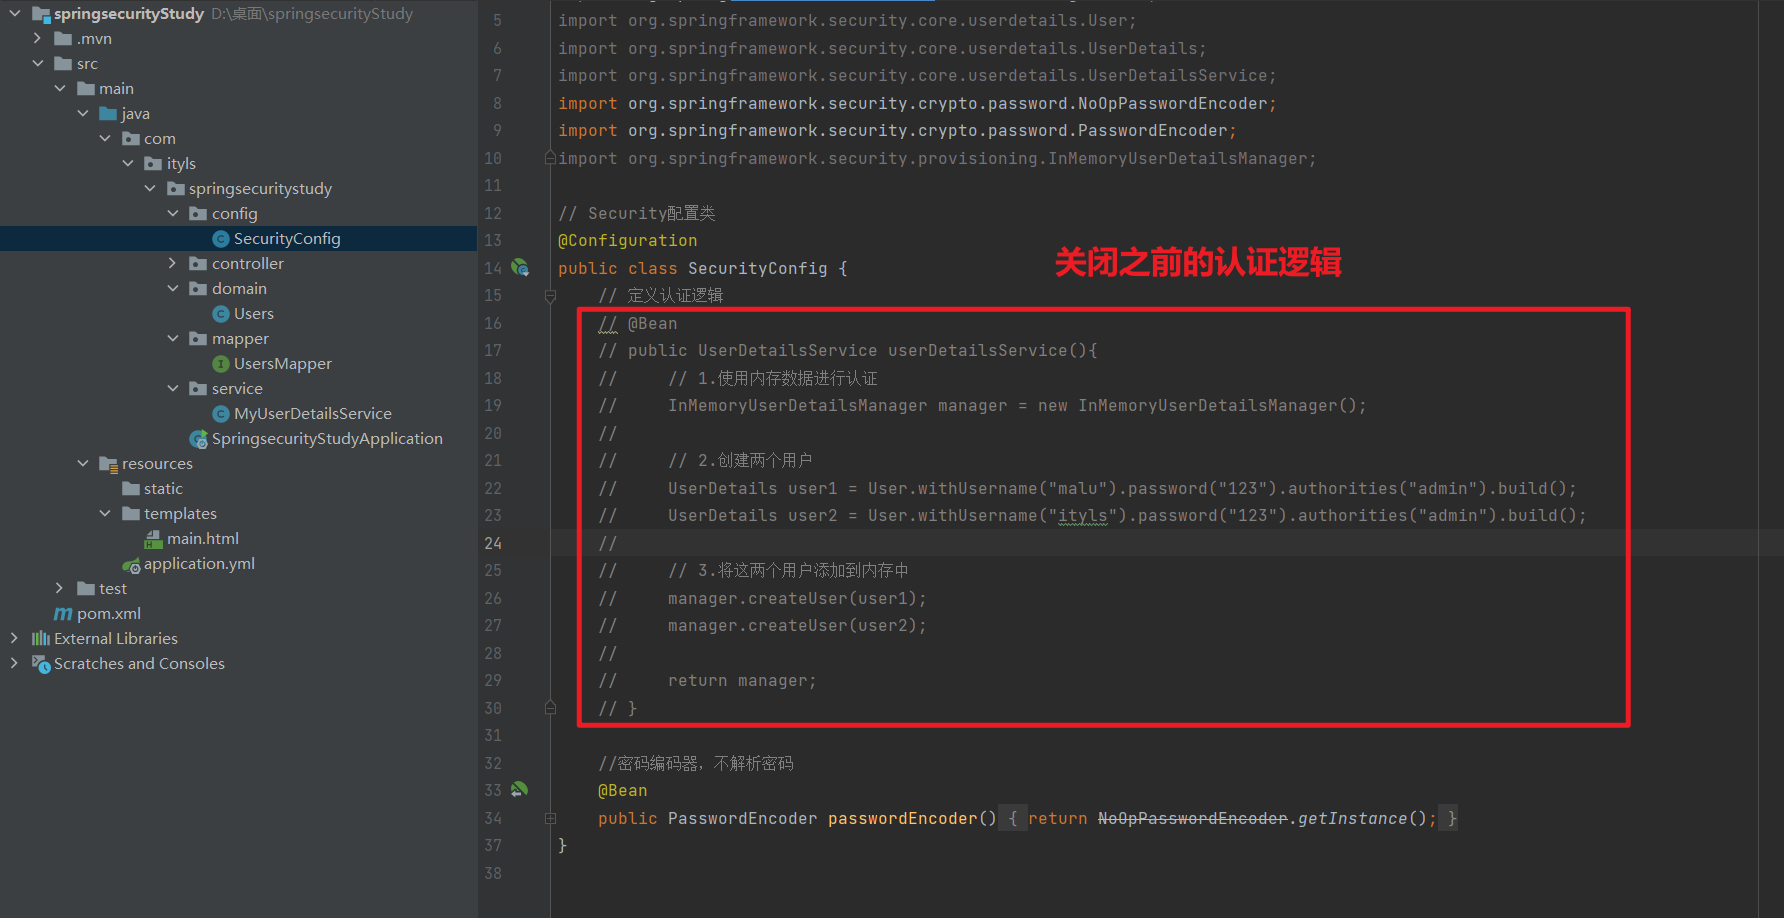 springsecurityStudy D:\桌面\springsecurityStudy
.mvn
src
main
java
com
ityls
springsecuritystudy
config
SecurityConfig
controller
domain
Users
mapper
UsersMapper
service
MyUserDetailsService
SpringsecurityStudyApplication
resources
static
templates
main.html
application.yml
test
pom.xml
External Libraries
Scratches and Consoles
5 import org.springframework.security.core.userdetails.User;
6 import org.springframework.security.core.userdetails.UserDetails;
7 import org.springframework.security.core.userdetails.UserDetailsService;
8 import org.springframework.security.crypto.password.NoOpPasswordEncoder;
9 import org.springframework.security.crypto.password.PasswordEncoder;
10 import org.springframework.security.provisioning.InMemoryUserDetailsManager;
11
12 // Security配置类
13 @Configuration
关闭之前的认证逻辑
14 public class SecurityConfig {
15 // 定义认证逻辑
16 // @Bean
17 // public UserDetailsService userDetailsService(){
18 // // 1.使用内存数据进行认证
19 // InMemoryUserDetailsManager manager = new InMemoryUserDetailsManager();
20 //
21 // // 2.创建两个用户
22 // UserDetails user1 = User.withUsername("malu").password("123").authorities("admin").build();
23 // UserDetails user2 = User.withUsername("ityls").password("123").authorities("admin").build();
24 //
25 // // 3.将这两个用户添加到内存中
26 // manager.createUser(user1);
27 // manager.createUser(user2);
28 //
29 // return manager;
30 // }
31
32 //密码编码器，不解析密码
33 @Bean
34 public PasswordEncoder passwordEncoder() { return NoOpPasswordEncoder.getInstance(); }
37 }
38